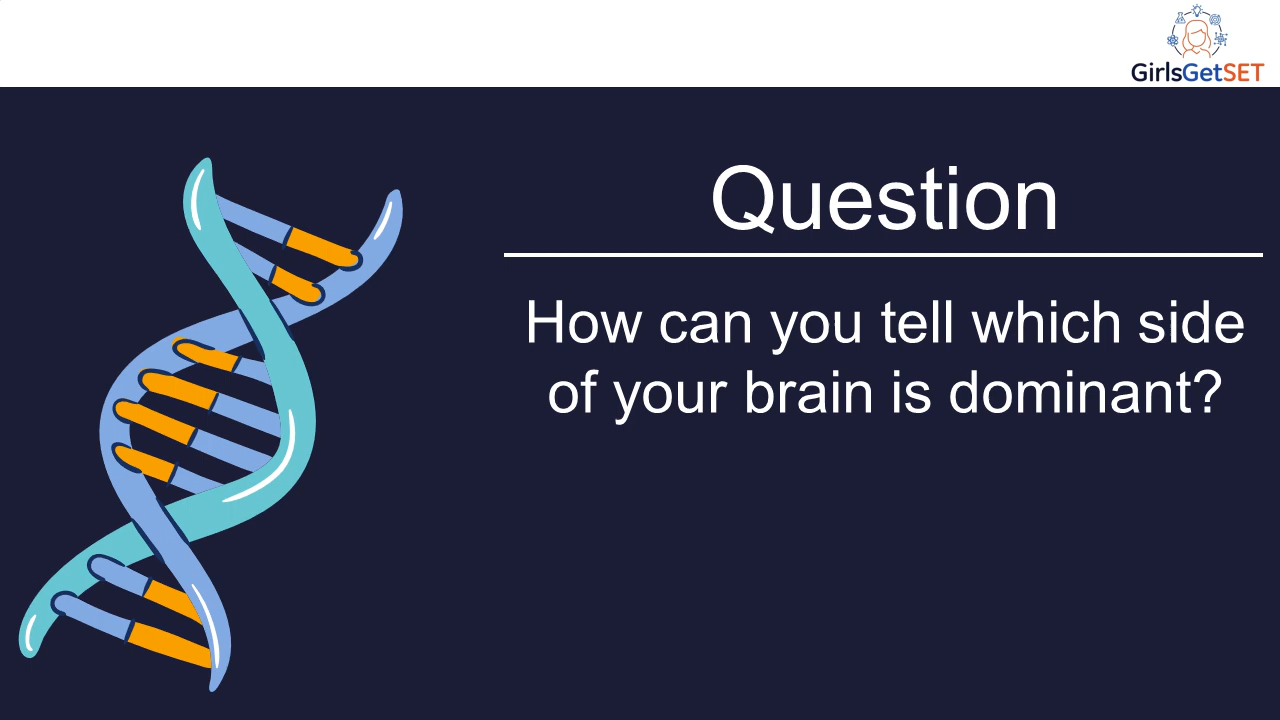 GirlsGetSET
Question
How can you tell which side
of your brain is dominant?